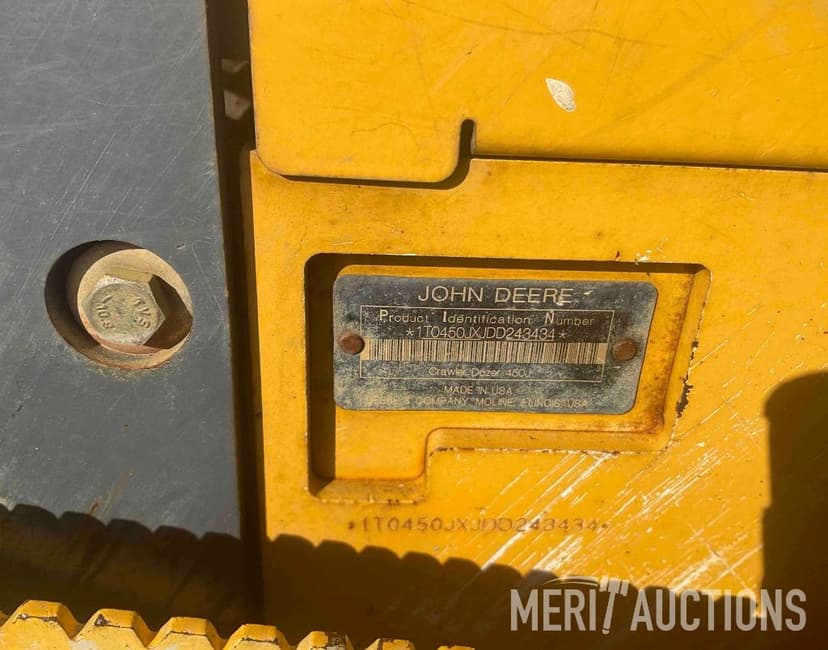 JOHN DEERE
Product Identification Number
*1T0450JXJDD243434*
Crawler Dozer 450J
MADE IN USA
DEERE & COMPANY MOLINE, ILLINOIS, USA
*1T0450JXJDD243434*
MERIT AUCTIONS